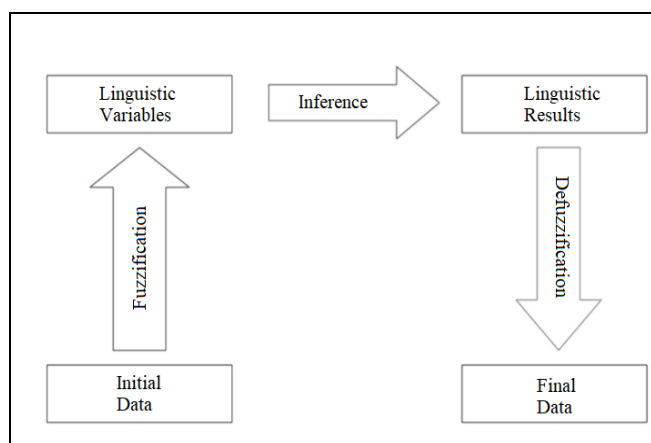 Linguistic
Variables
Inference
Linguistic
Results
Fuzzification
Defuzzification
Initial
Data
Final
Data